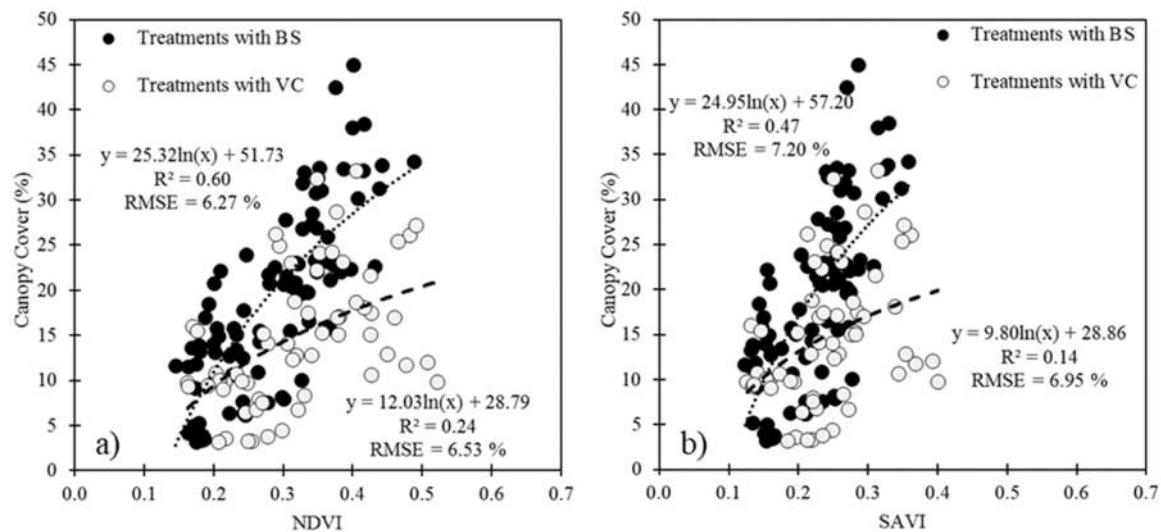 50
45
40
35
30
25
20
15
10
5
0
Canopy Cover (%)
Treatments with BS
Treatments with VC
y = 25.32ln(x) + 51.73
R² = 0.60
RMSE = 6.27 %
y = 12.03ln(x) + 28.79
R² = 0.24
RMSE = 6.53 %
a)
0.0 0.1 0.2 0.3 0.4 0.5 0.6 0.7
NDVI
50
45
40
35
30
25
20
15
10
5
0
Canopy Cover (%)
Treatments with BS
Treatments with VC
y = 24.95ln(x) + 57.20
R² = 0.47
RMSE = 7.20 %
y = 9.80ln(x) + 28.86
R² = 0.14
RMSE = 6.95 %
b)
0.0 0.1 0.2 0.3 0.4 0.5 0.6 0.7
SAVI